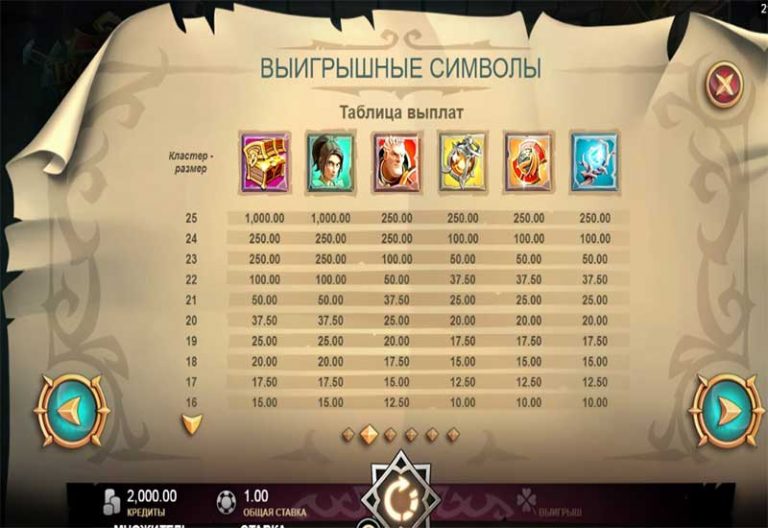 2
ВЫИГРЫШНЫЕ СИМВОЛЫ
Таблица выплат
Кластер -
размер
25 1,000.00 1,000.00 250.00 250.00 250.00 250.00
24 250.00 250.00 250.00 100.00 100.00 100.00
23 250.00 250.00 100.00 50.00 50.00 50.00
22 100.00 100.00 50.00 37.50 37.50 37.50
21 50.00 50.00 37.50 25.00 25.00 25.00
20 37.50 37.50 25.00 20.00 20.00 20.00
19 25.00 25.00 20.00 17.50 17.50 17.50
18 20.00 20.00 17.50 15.00 15.00 15.00
17 17.50 17.50 15.00 12.50 12.50 12.50
16 15.00 15.00 12.50 10.00 10.00 10.00
2,000.00 1.00
КРЕДИТЫ ОБЩАЯ СТАВКА ВЫИГРЫШ
МНОЖИТЕЛЬ СТАВКА